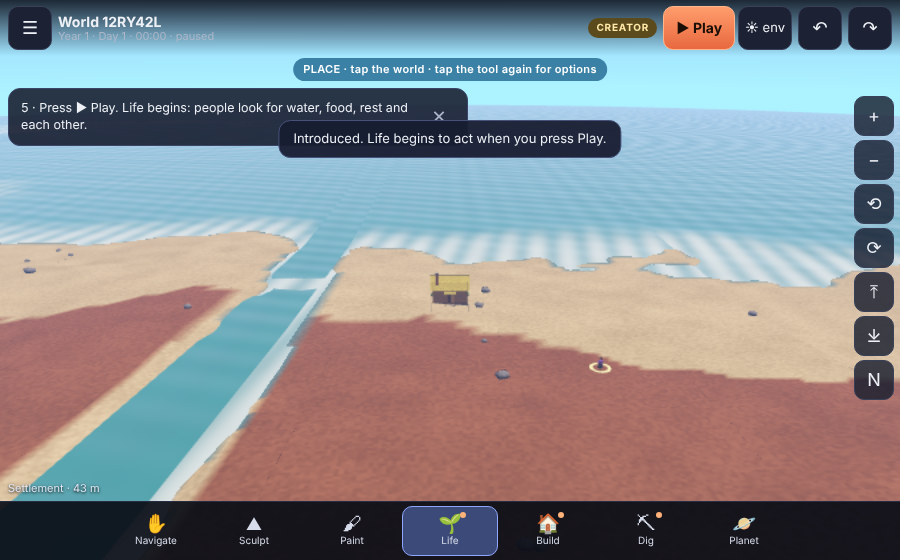 World 12RY42L
Year 1 · Day 1 · 00:00 · paused
CREATOR
▶ Play
☀ env
PLACE · tap the world · tap the tool again for options
5 · Press ▶ Play. Life begins: people look for water, food, rest and
each other.
Introduced. Life begins to act when you press Play.
N
Settlement · 43 m
Navigate
Sculpt
Paint
Life
Build
Dig
Planet